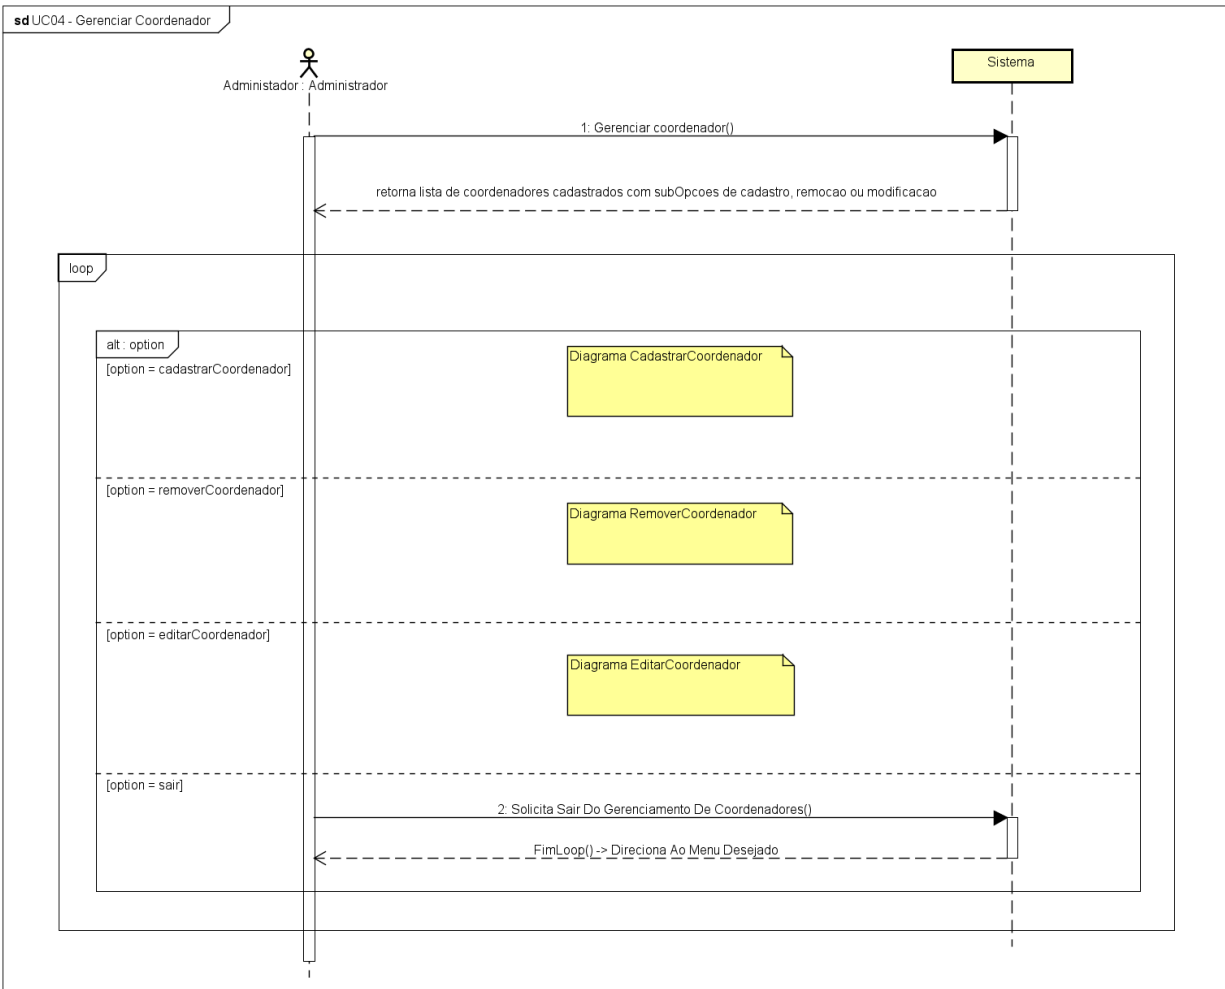 sd UC04 - Gerenciar Coordenador
Administador : Administrador
Sistema
1: Gerenciar coordenador()
retorna lista de coordenadores cadastrados com subOpcoes de cadastro, remocao ou modificacao
loop
alt : option
[option = cadastrarCoordenador]
Diagrama CadastrarCoordenador
[option = removerCoordenador]
Diagrama RemoverCoordenador
[option = editarCoordenador]
Diagrama EditarCoordenador
[option = sair]
2: Solicita Sair Do Gerenciamento De Coordenadores()
FimLoop() -> Direciona Ao Menu Desejado